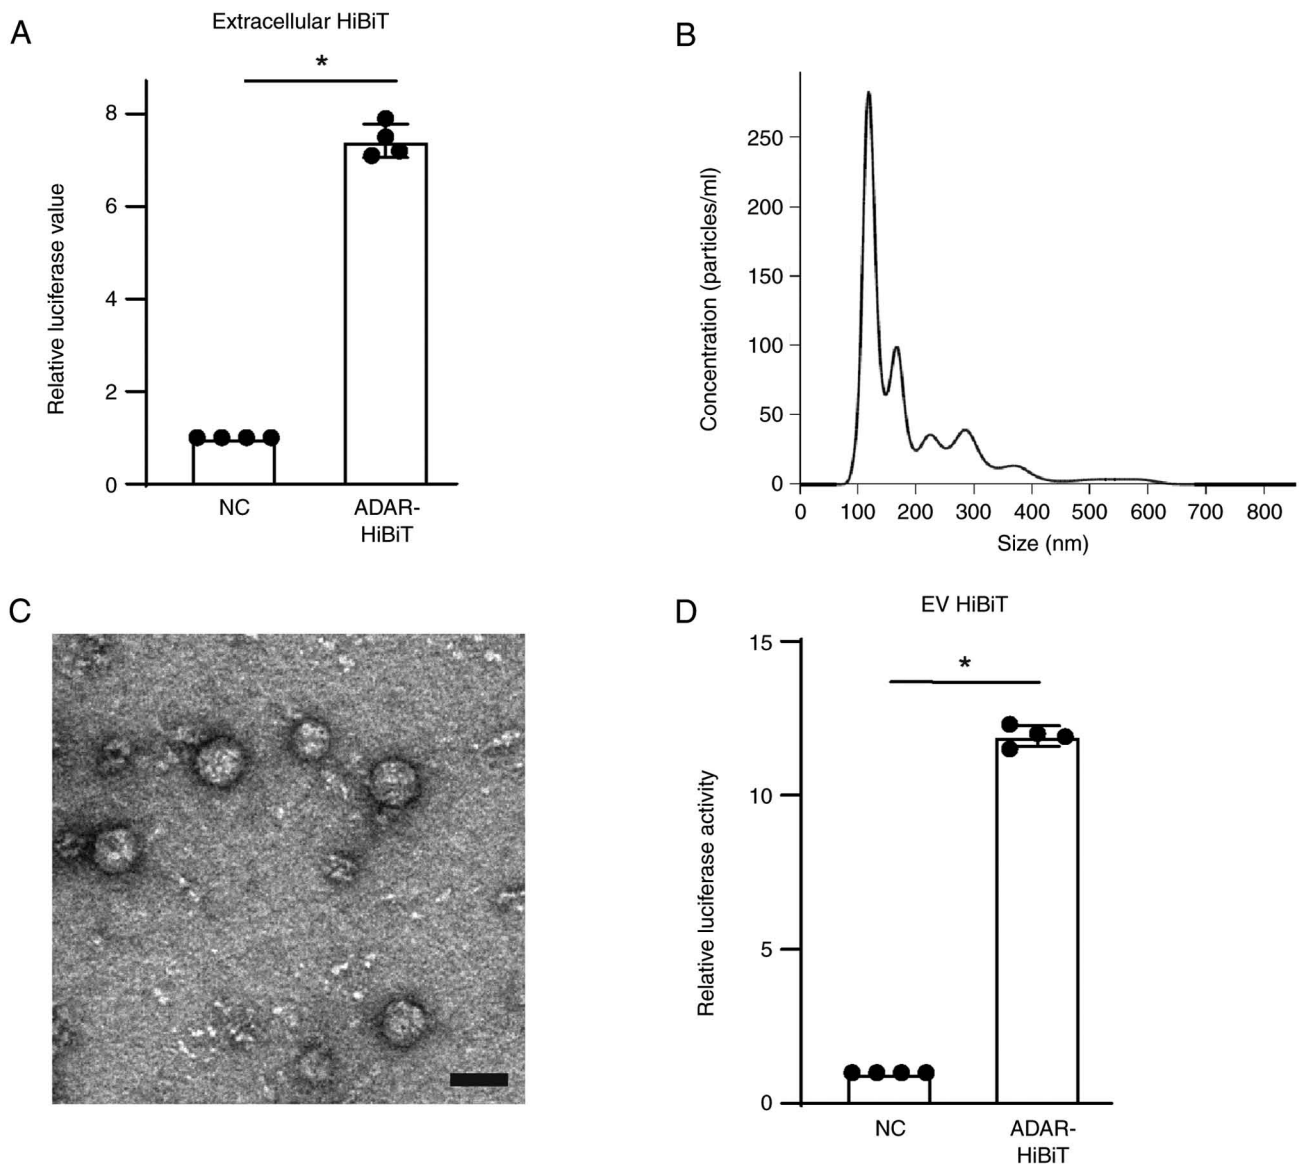 A
Extracellular HiBiT
*
Relative luciferase value
8
6
4
2
0
NC
ADAR-
HiBiT
B
Concentration (particles/ml)
250
200
150
100
50
0
0 100 200 300 400 500 600 700 800
Size (nm)
C
D
EV HiBiT
*
Relative luciferase activity
15
10
5
0
NC
ADAR-
HiBiT